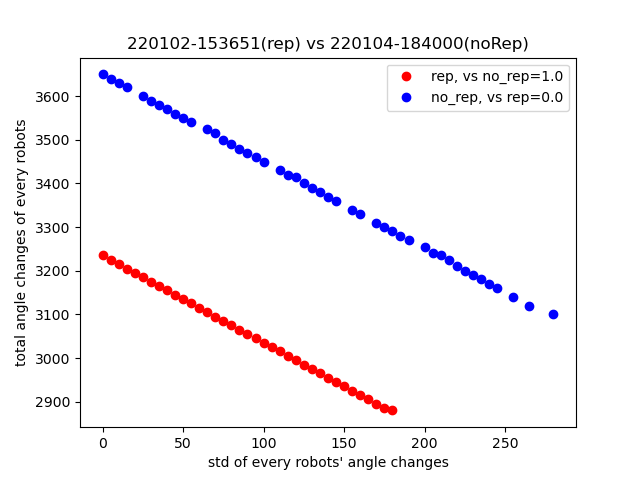 220102-153651(rep) vs 220104-184000(noRep)
rep, vs no_rep=1.0
no_rep, vs rep=0.0
total angle changes of every robots
3600
3500
3400
3300
3200
3100
3000
2900
0
50
100
150
200
250
std of every robots' angle changes